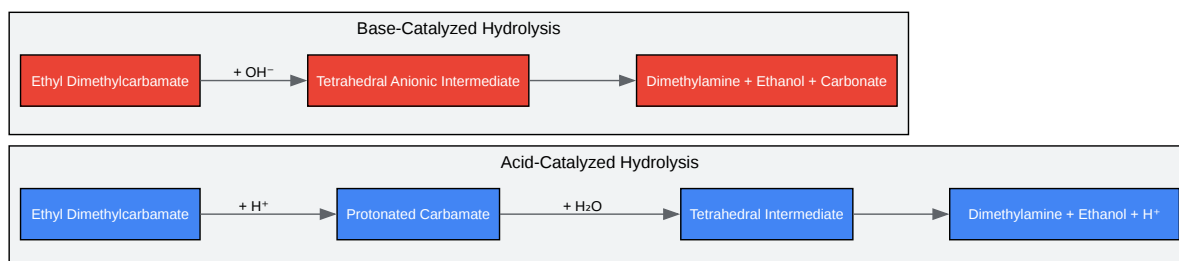 Base-Catalyzed Hydrolysis
Ethyl Dimethylcarbamate
+ OH⁻
Tetrahedral Anionic Intermediate
Dimethylamine + Ethanol + Carbonate
Acid-Catalyzed Hydrolysis
Ethyl Dimethylcarbamate
+ H⁺
Protonated Carbamate
+ H₂O
Tetrahedral Intermediate
Dimethylamine + Ethanol + H⁺